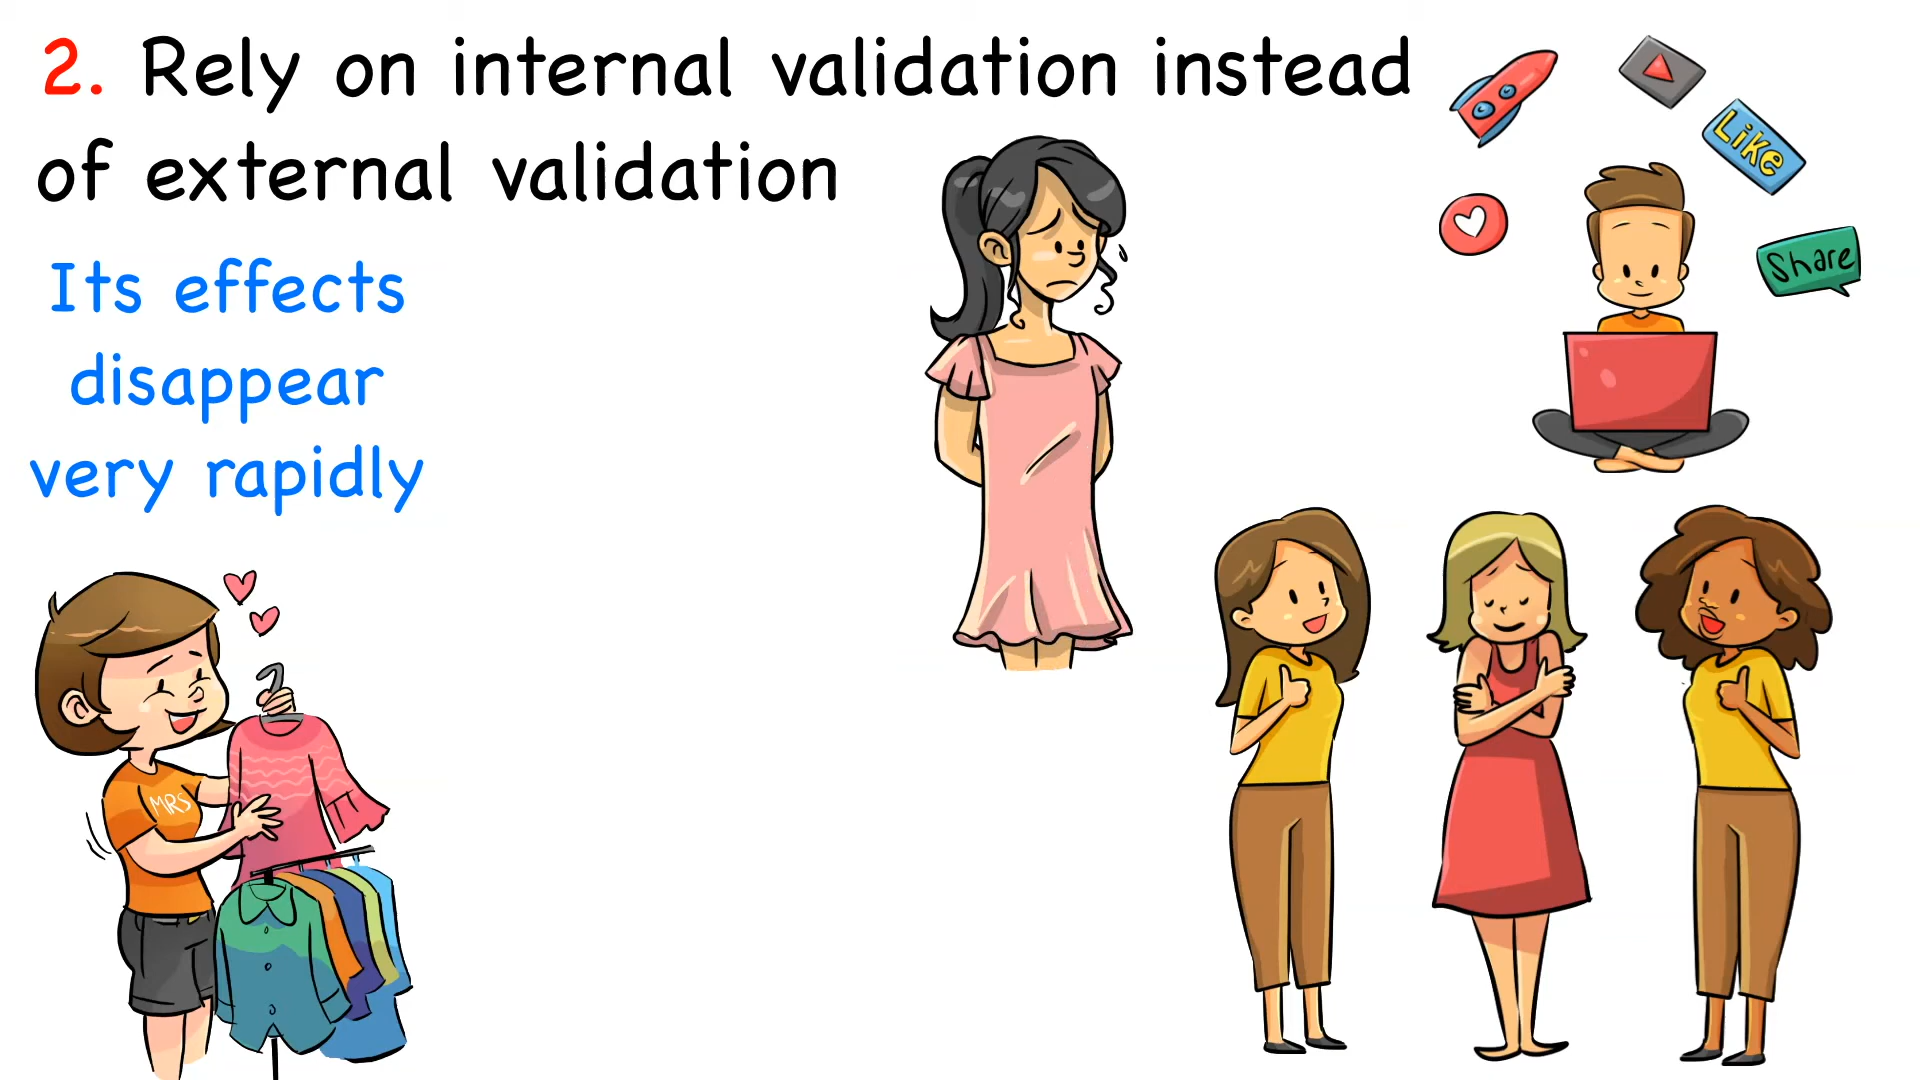 2. Rely on internal validation instead
of external validation
Its effects
disappear
very rapidly
Like
Share
MRS